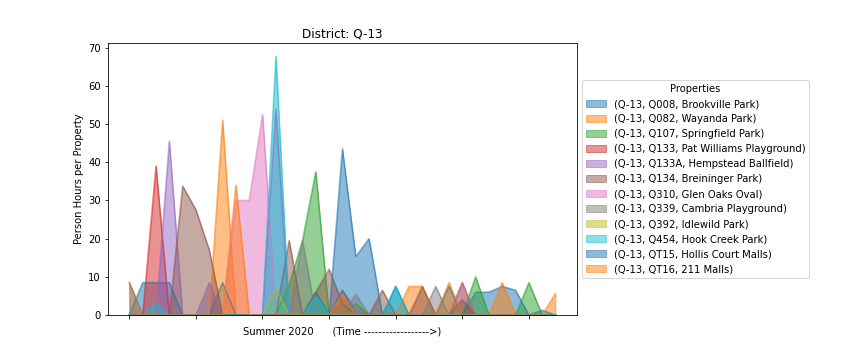 District: Q-13
70
60
50
40
30
20
10
0
Person Hours per Property
Summer 2020 (Time ------------------>)
Properties
(Q-13, Q008, Brookville Park)
(Q-13, Q082, Wayanda Park)
(Q-13, Q107, Springfield Park)
(Q-13, Q133, Pat Williams Playground)
(Q-13, Q133A, Hempstead Ballfield)
(Q-13, Q134, Breininger Park)
(Q-13, Q310, Glen Oaks Oval)
(Q-13, Q339, Cambria Playground)
(Q-13, Q392, Idlewild Park)
(Q-13, Q454, Hook Creek Park)
(Q-13, QT15, Hollis Court Malls)
(Q-13, QT16, 211 Malls)